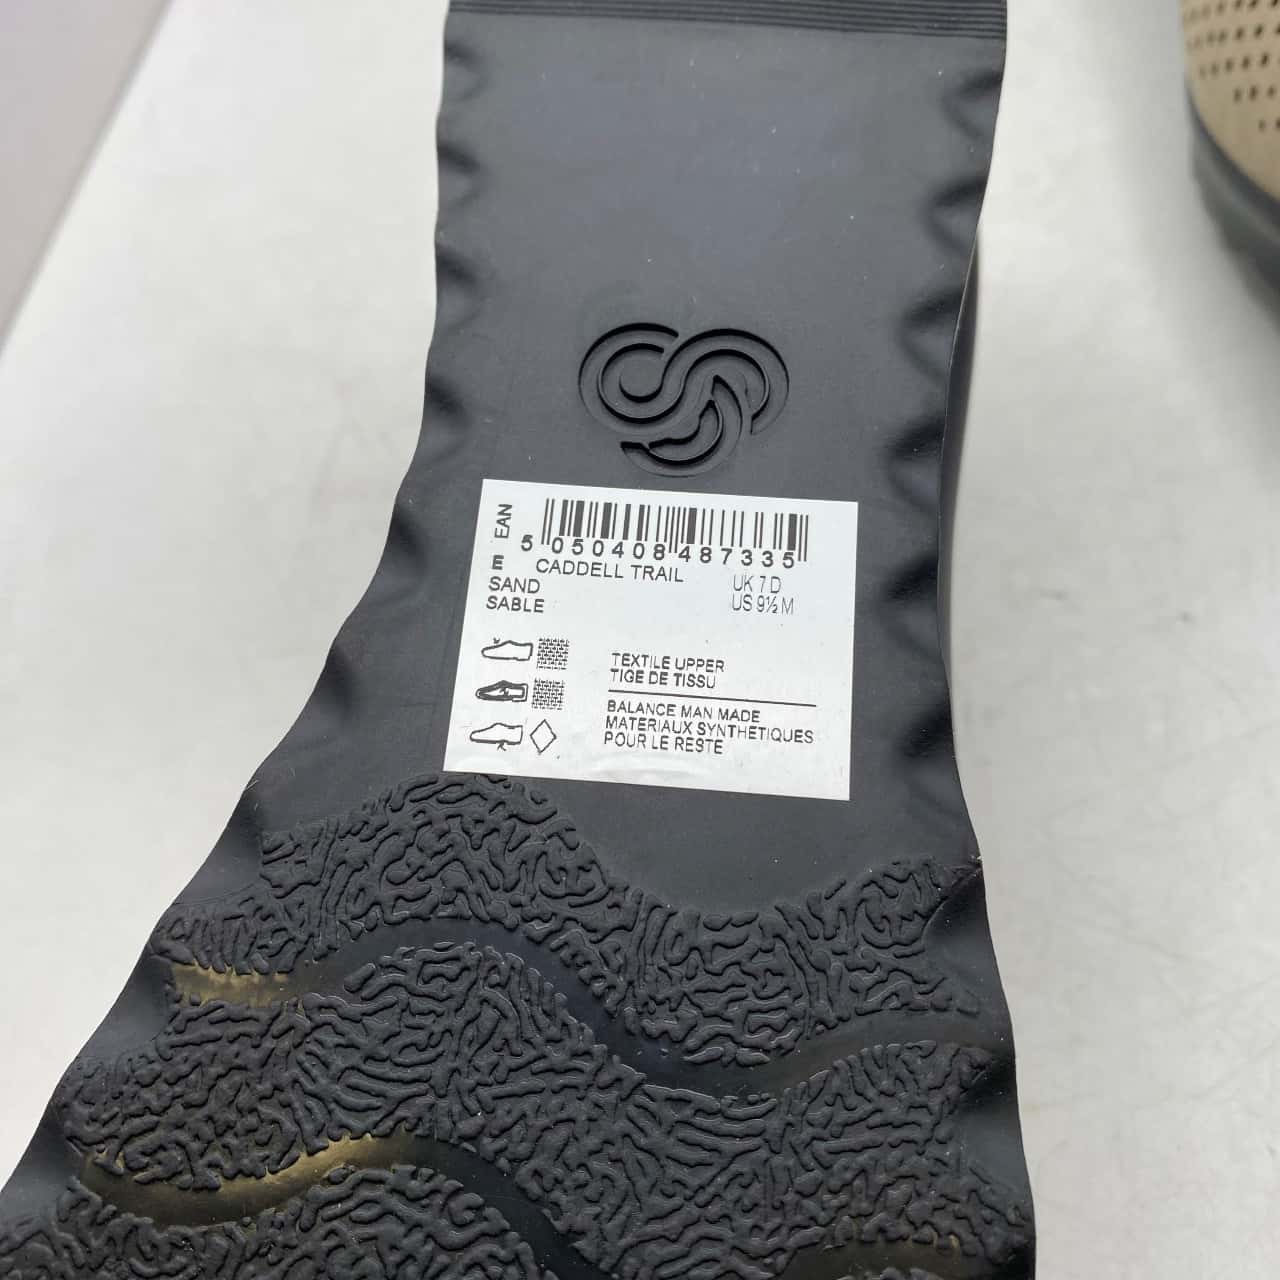 EAN
5 050408 487335
E CADDELL TRAIL UK 7 D
SAND US 9½ M
SABLE
TEXTILE UPPER
TIGE DE TISSU
BALANCE MAN MADE
MATERIAUX SYNTHETIQUES
POUR LE RESTE